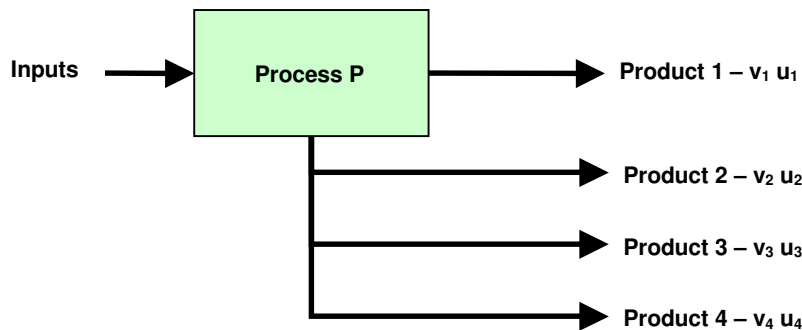 Inputs
Process P
Product 1 – v₁ u₁
Product 2 – v₂ u₂
Product 3 – v₃ u₃
Product 4 – v₄ u₄